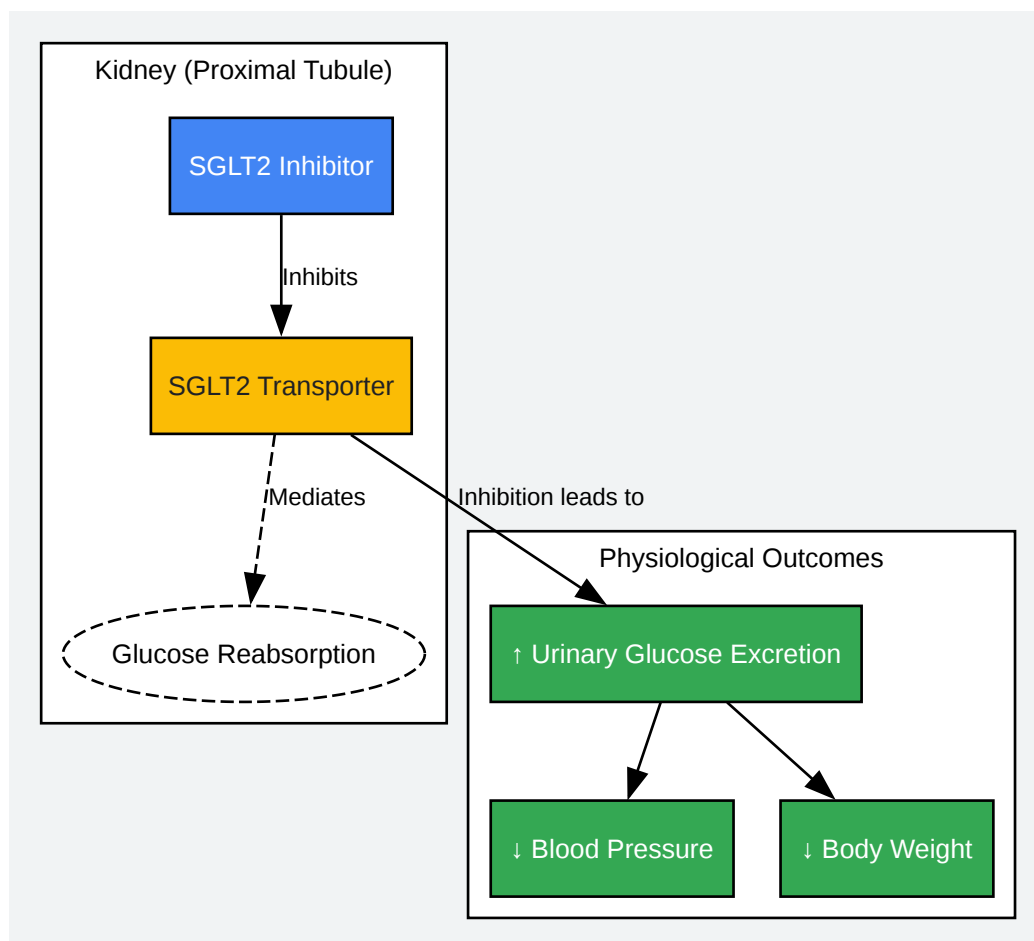 Kidney (Proximal Tubule)
SGLT2 Inhibitor
Inhibits
SGLT2 Transporter
Mediates
Inhibition leads to
Glucose Reabsorption
Physiological Outcomes
↑ Urinary Glucose Excretion
↓ Blood Pressure
↓ Body Weight